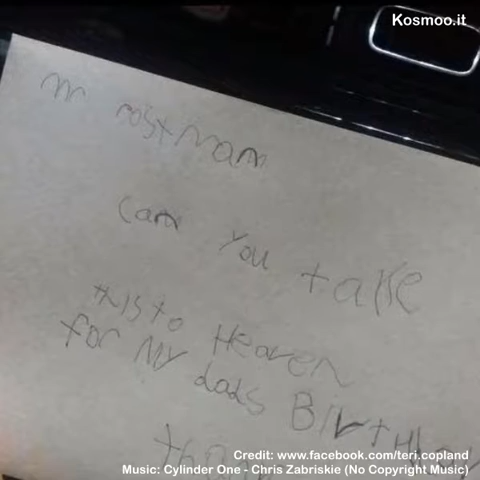 Kosmoo.it
mr postman
can you take
this to Heaven
for my dads BirtHday
Credit: www.facebook.com/teri.copland
Music: Cylinder One - Chris Zabriskie (No Copyright Music)